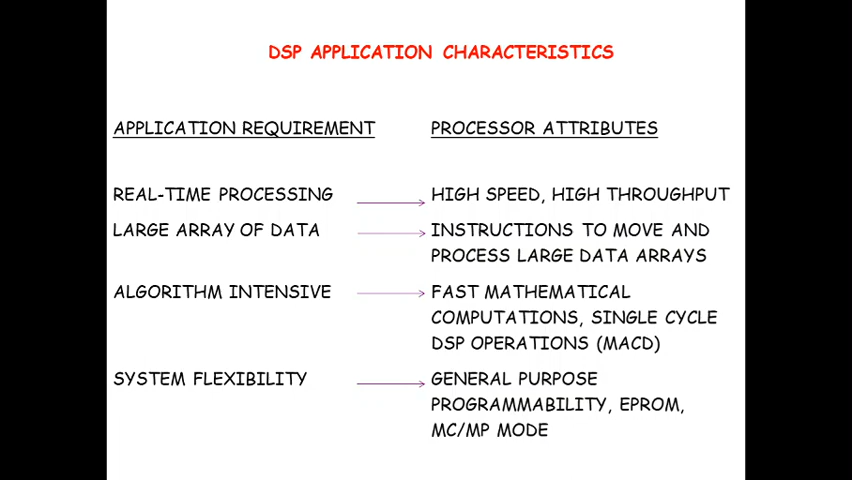 DSP APPLICATION CHARACTERISTICS
APPLICATION REQUIREMENT PROCESSOR ATTRIBUTES
REAL-TIME PROCESSING HIGH SPEED, HIGH THROUGHPUT
LARGE ARRAY OF DATA INSTRUCTIONS TO MOVE AND
PROCESS LARGE DATA ARRAYS
ALGORITHM INTENSIVE FAST MATHEMATICAL
COMPUTATIONS, SINGLE CYCLE
DSP OPERATIONS (MACD)
SYSTEM FLEXIBILITY GENERAL PURPOSE
PROGRAMMABILITY, EPROM,
MC/MP MODE